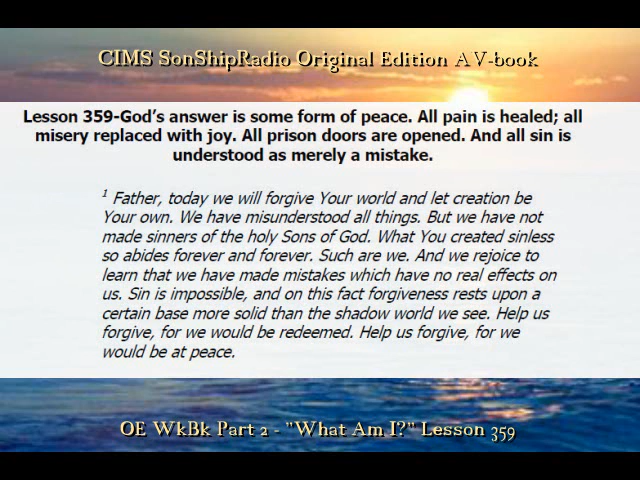 CIMS SonShipRadio Original Edition AV-book
Lesson 359-God's answer is some form of peace. All pain is healed; all
misery replaced with joy. All prison doors are opened. And all sin is
understood as merely a mistake.
1 Father, today we will forgive Your world and let creation be
Your own. We have misunderstood all things. But we have not
made sinners of the holy Sons of God. What You created sinless
so abides forever and forever. Such are we. And we rejoice to
learn that we have made mistakes which have no real effects on
us. Sin is impossible, and on this fact forgiveness rests upon a
certain base more solid than the shadow world we see. Help us
forgive, for we would be redeemed. Help us forgive, for we
would be at peace.
OE WkBk Part 2 - "What Am I?" Lesson 359